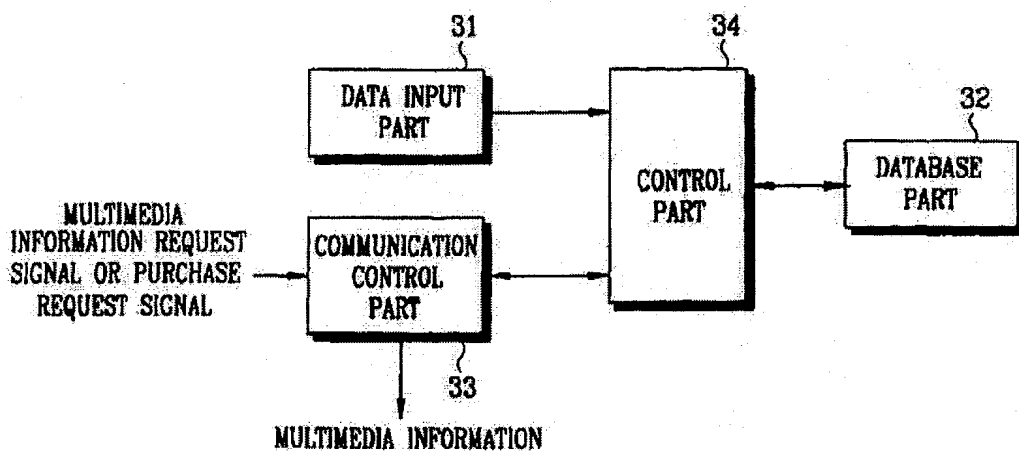 31
DATA INPUT
PART
34
CONTROL
PART
32
DATABASE
PART
MULTIMEDIA
INFORMATION REQUEST
SIGNAL OR PURCHASE
REQUEST SIGNAL
COMMUNICATION
CONTROL
PART
33
MULTIMEDIA INFORMATION